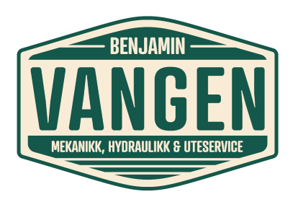 BENJAMIN
VANGEN
MEKANIKK, HYDRAULIKK & UTESERVICE